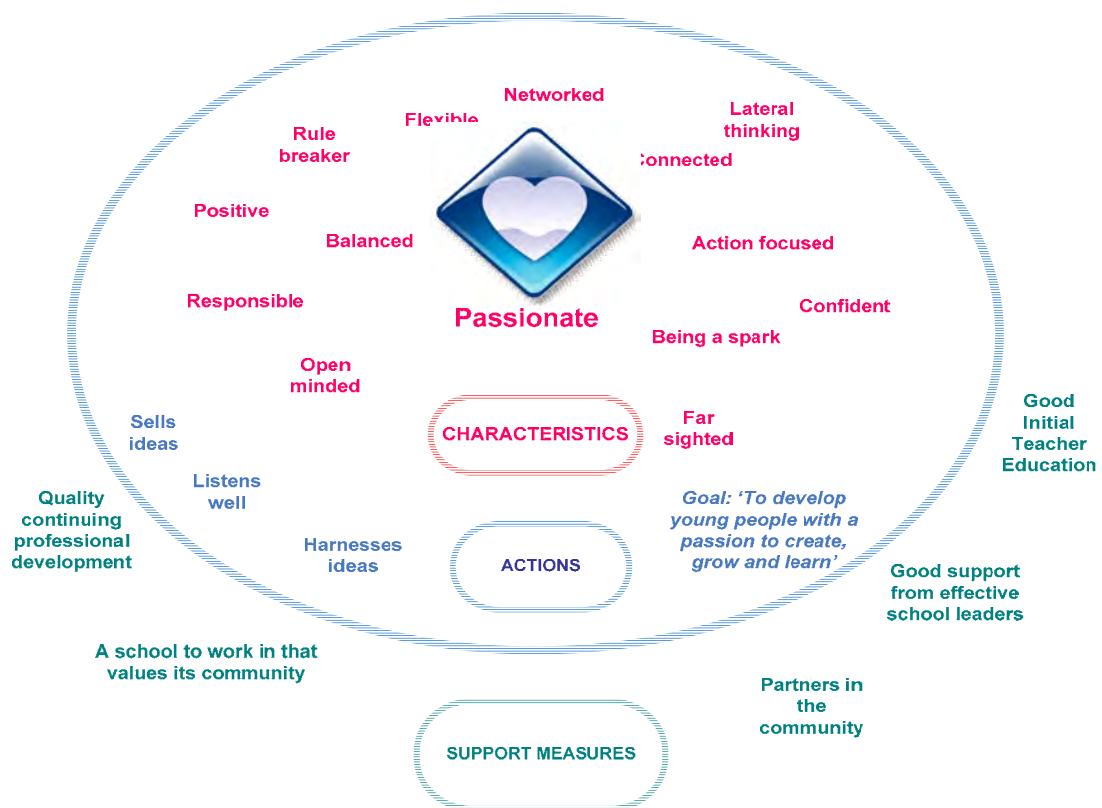 Networked
Flexible
Lateral
thinking
Rule
breaker
Connected
Positive
Balanced
Action focused
Responsible
Confident
Passionate
Being a spark
Open
minded
CHARACTERISTICS
Far
sighted
Sells
ideas
Good
Initial
Teacher
Education
Listens
well
Quality
continuing
professional
development
Goal: ‘To develop
young people with a
passion to create,
grow and learn’
Harnesses
ideas
ACTIONS
Good support
from effective
school leaders
A school to work in that
values its community
Partners in
the
community
SUPPORT MEASURES